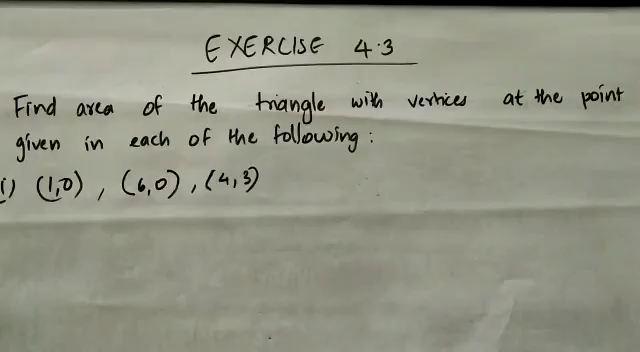 EXERCISE 4.3
Find area of the triangle with vertices at the point
given in each of the following:
i) (1,0), (6,0), (4,3)